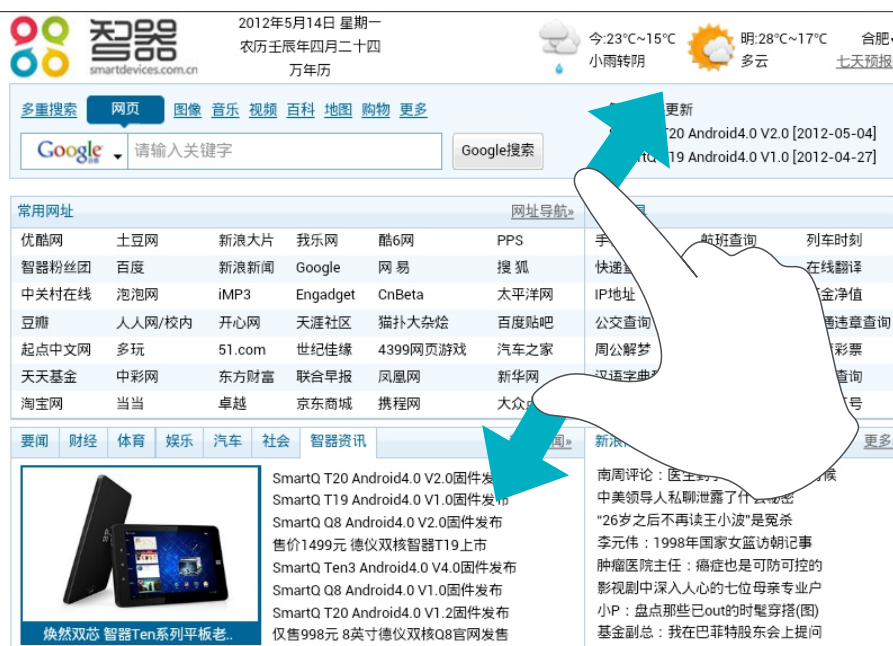 智器
smartdevices.com.cn
2012年5月14日 星期一
农历壬辰年四月二十四
万年历
今:23°C~15°C
小雨转阴
明:28°C~17°C
多云
合肥
七天预报
多重搜索 网页 图像 音乐 视频 百科 地图 购物 更多
Google 请输入关键字 Google搜索
更新
T20 Android4.0 V2.0 [2012-05-04]
T19 Android4.0 V1.0 [2012-04-27]
常用网址 网址导航»
优酷网 土豆网 新浪大片 我乐网 酷6网 PPS 航班查询 列车时刻
智器粉丝团 百度 新浪新闻 Google 网易 搜狐 快递 在线翻译
中关村在线 泡泡网 iMP3 Engadget CnBeta 太平洋网 IP地址 金净值
豆瓣 人人网/校内 开心网 天涯社区 猫扑大杂烩 百度贴吧 公交查询 通违章查询
起点中文网 多玩 51.com 世纪佳缘 4399网页游戏 汽车之家 周公解梦 彩票
天天基金 中彩网 东方财富 联合早报 凤凰网 新华网 汉语字典 查询
淘宝网 当当 卓越 京东商城 携程网 大众 号
要闻 财经 体育 娱乐 汽车 社会 智器资讯 闻»
新浪 更多
SmartQ T20 Android4.0 V2.0固件发
SmartQ T19 Android4.0 V1.0固件发布
SmartQ Q8 Android4.0 V2.0固件发布
售价1499元 德仪双核智器T19上市
SmartQ Ten3 Android4.0 V4.0固件发布
SmartQ Q8 Android4.0 V1.0固件发布
SmartQ T20 Android4.0 V1.2固件发布
仅售998元 8英寸德仪双核Q8官网发售
焕然双芯 智器Ten系列平板老..
南周评论：医生 候
中美领导人私聊泄露了什么秘密
"26岁之后不再读王小波"是冤杀
李元伟：1998年国家女篮访朝记事
肿瘤医院主任：癌症也是可防可控的
影视剧中深入人心的七位母亲专业户
小P：盘点那些已out的时髦穿搭(图)
基金副总：我在巴菲特股东会上提问